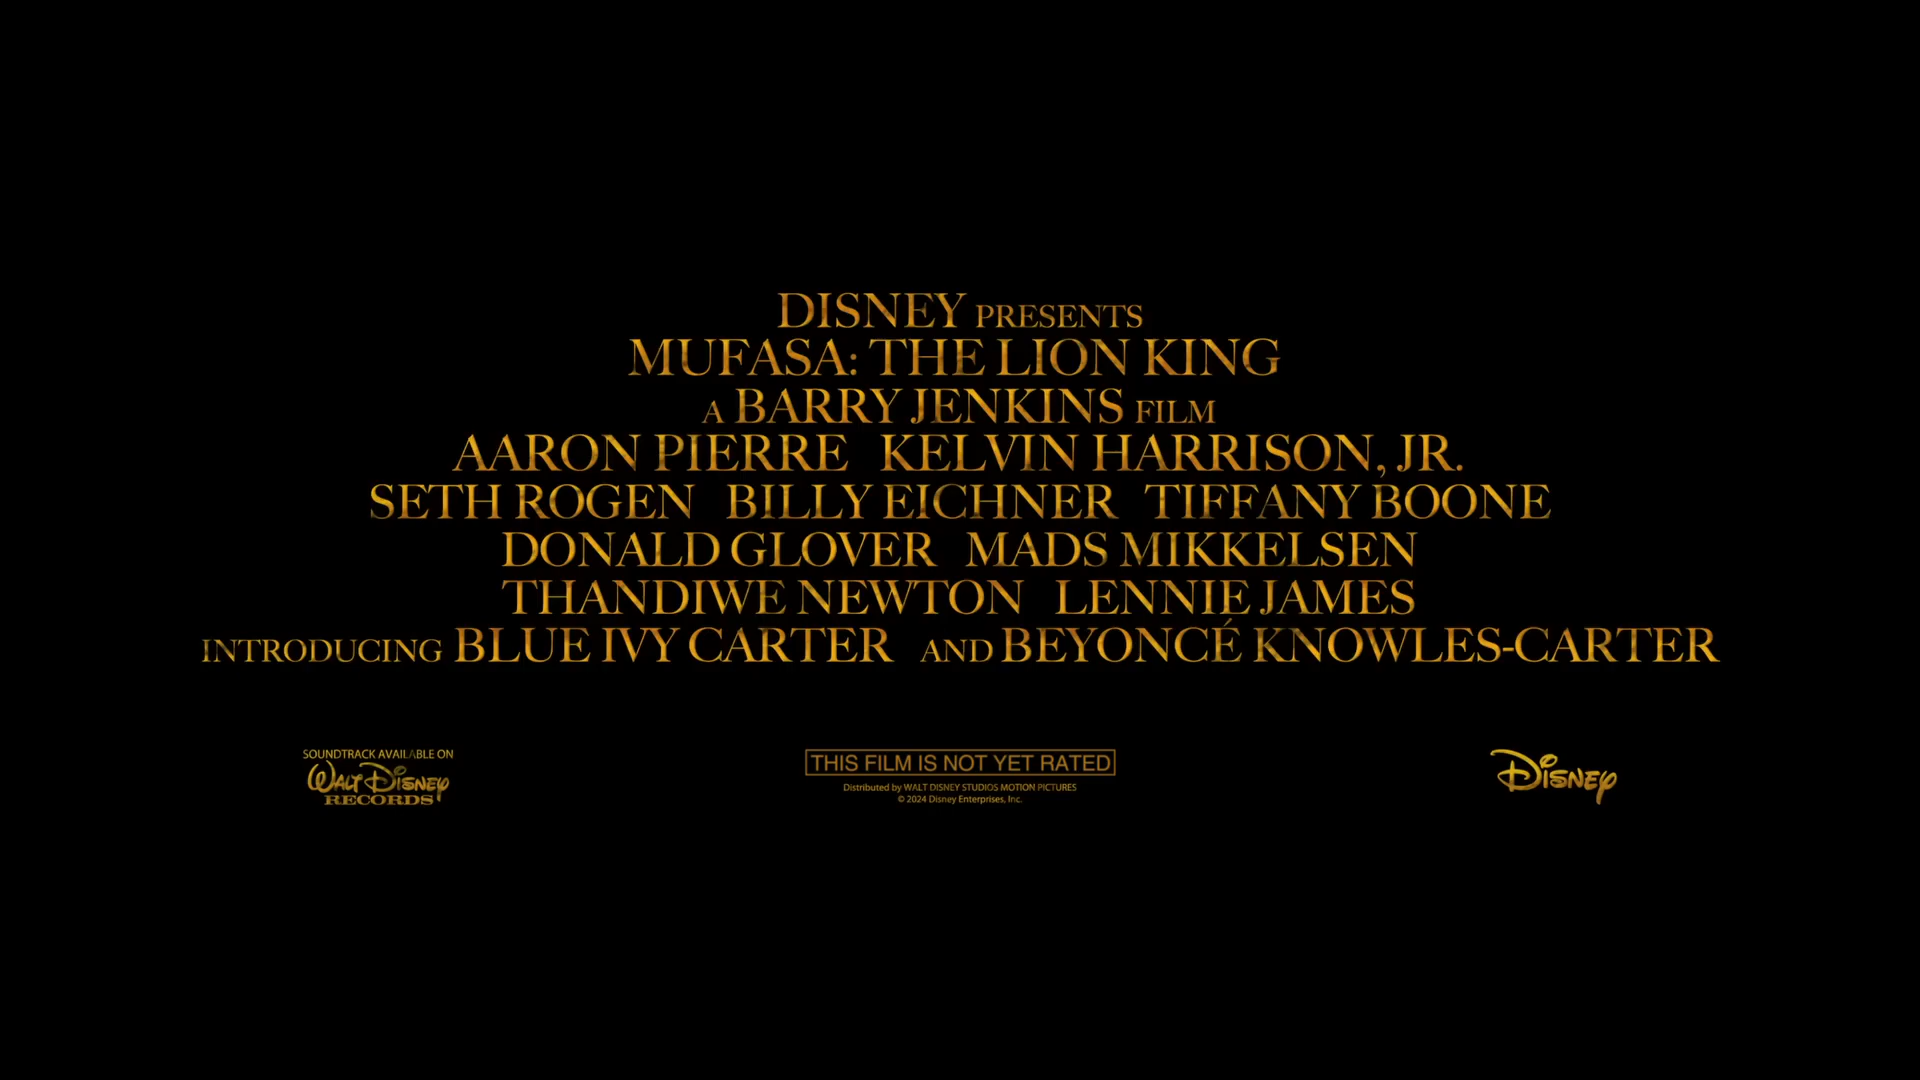 DISNEY PRESENTS
MUFASA: THE LION KING
A BARRY JENKINS FILM
AARON PIERRE KELVIN HARRISON, JR.
SETH ROGEN BILLY EICHNER TIFFANY BOONE
DONALD GLOVER MADS MIKKELSEN
THANDIWE NEWTON LENNIE JAMES
INTRODUCING BLUE IVY CARTER AND BEYONCÉ KNOWLES-CARTER
SOUNDTRACK AVAILABLE ON
WALT DISNEY
RECORDS
THIS FILM IS NOT YET RATED
Distributed by WALT DISNEY STUDIOS MOTION PICTURES
© 2024 Disney Enterprises, Inc.
DISNEY